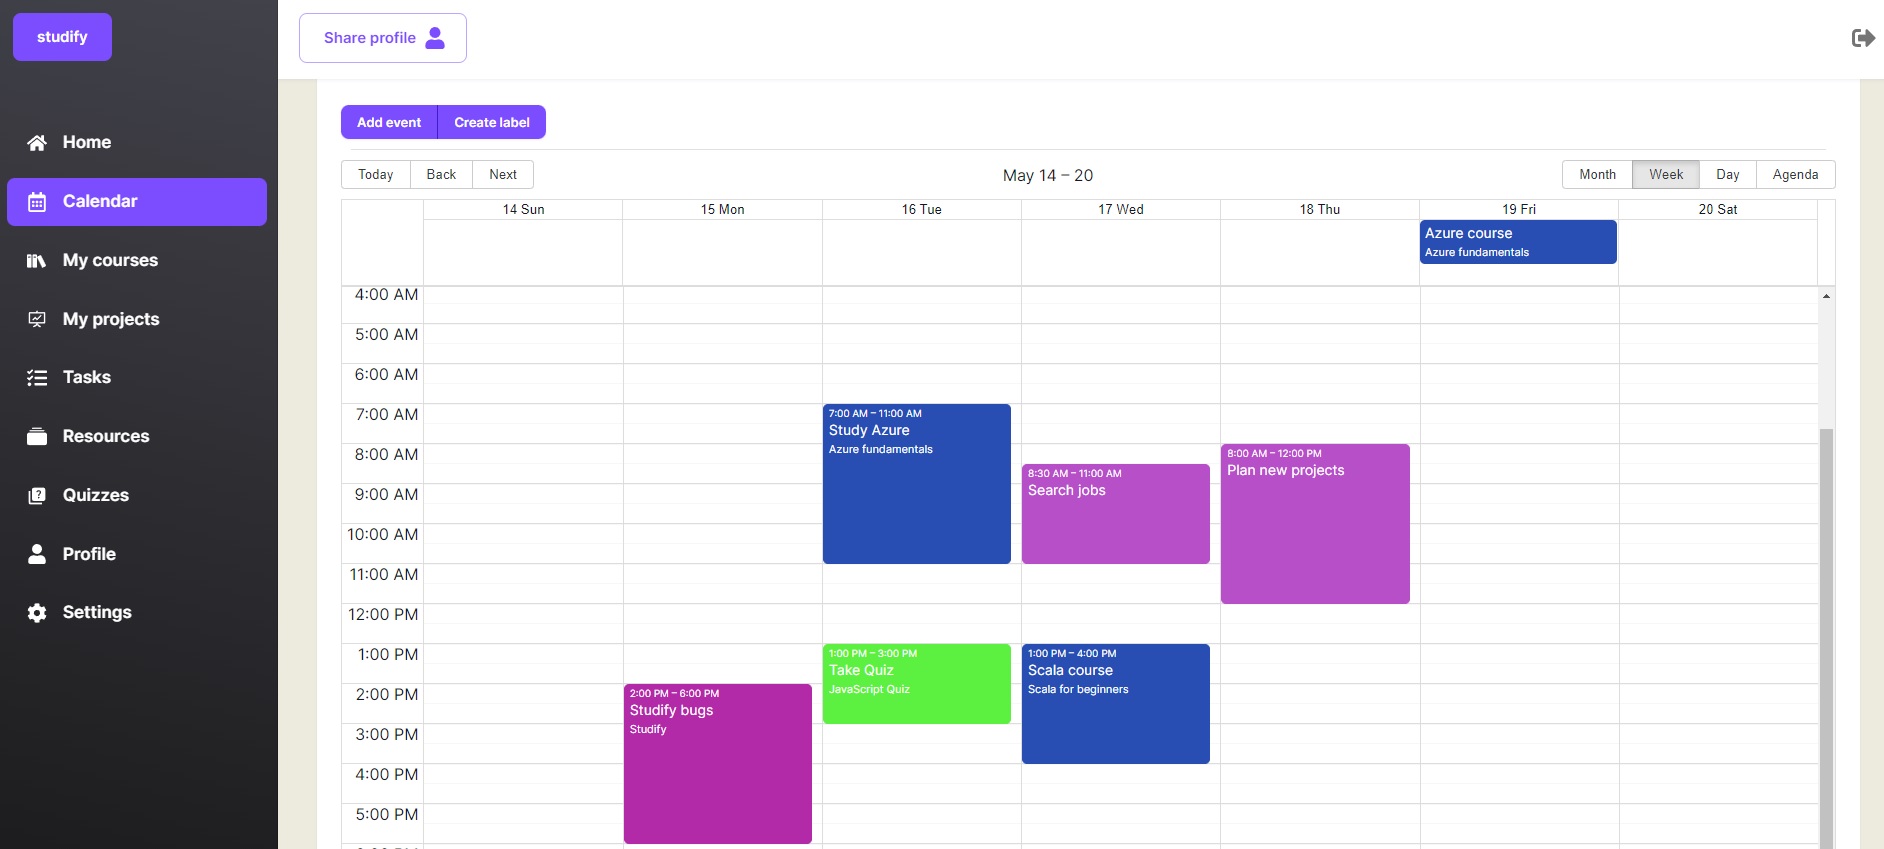 studify
Share profile
Home
Calendar
My courses
My projects
Tasks
Resources
Quizzes
Profile
Settings
Add event Create label
Today Back Next
May 14 – 20
Month Week Day Agenda
14 Sun 15 Mon 16 Tue 17 Wed 18 Thu 19 Fri 20 Sat
Azure course
Azure fundamentals
4:00 AM
5:00 AM
6:00 AM
7:00 AM
8:00 AM
9:00 AM
10:00 AM
11:00 AM
12:00 PM
1:00 PM
2:00 PM
3:00 PM
4:00 PM
5:00 PM
2:00 PM – 6:00 PM
Studify bugs
Studify
7:00 AM – 11:00 AM
Study Azure
Azure fundamentals
1:00 PM – 3:00 PM
Take Quiz
JavaScript Quiz
8:30 AM – 11:00 AM
Search jobs
1:00 PM – 4:00 PM
Scala course
Scala for beginners
8:00 AM – 12:00 PM
Plan new projects